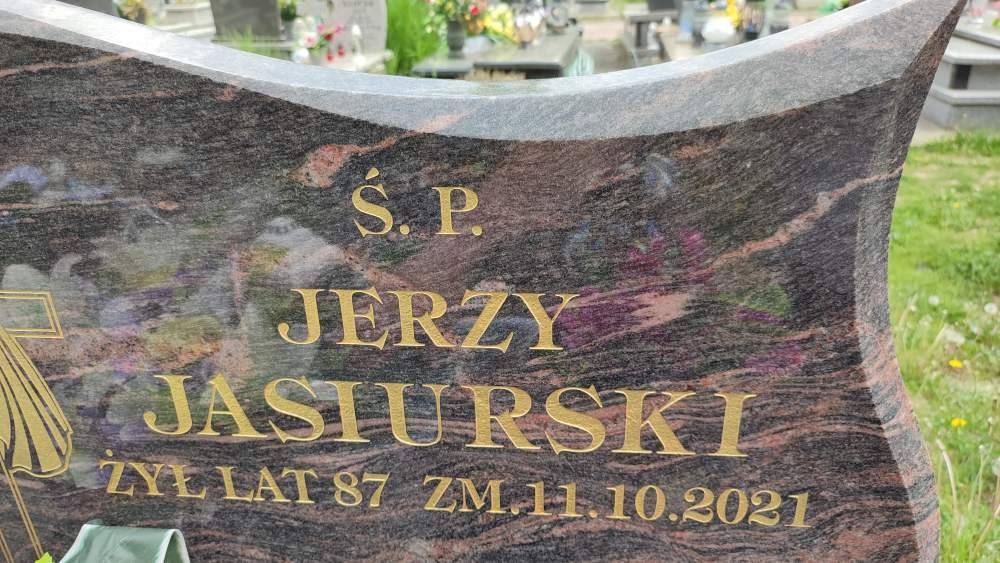 Ś. P.
JERZY
JASIURSKI
ŻYŁ LAT 87 ZM. 11.10.2021